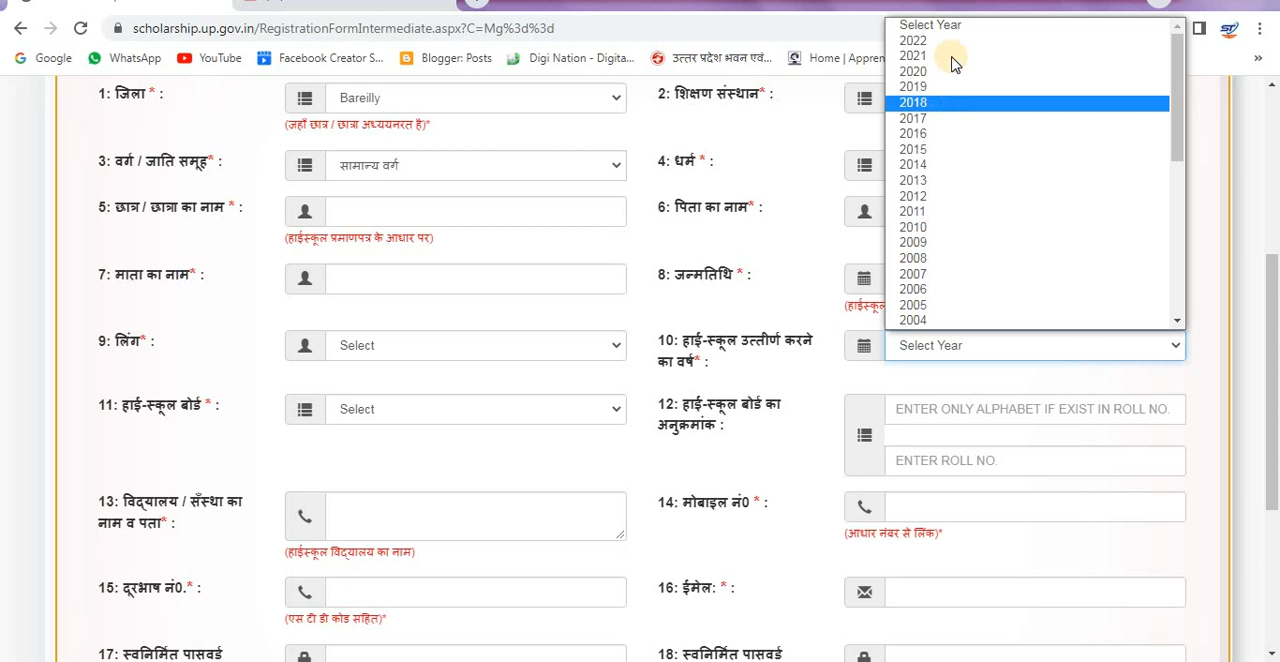 scholarship.up.gov.in/RegistrationFormIntermediate.aspx?C=Mg%3d%3d
Google WhatsApp YouTube Facebook Creator S... Blogger: Posts Digi Nation - Digita... उत्तर प्रदेश भवन एवं... Home | Appren »
1: जिला * :
Bareilly
(जहाँ छात्र / छात्रा अध्ययनरत है)*
2: शिक्षण संस्थान* :
3: वर्ग / जाति समूह* :
सामान्य वर्ग
4: धर्म * :
5: छात्र / छात्रा का नाम * :
(हाईस्कूल प्रमाणपत्र के आधार पर)
6: पिता का नाम* :
7: माता का नाम* :
8: जन्मतिथि * :
(हाईस्कूल
Select Year
2022
2021
2020
2019
2018
2017
2016
2015
2014
2013
2012
2011
2010
2009
2008
2007
2006
2005
2004
9: लिंग* :
Select
10: हाई-स्कूल उत्तीर्ण करने
का वर्ष* :
Select Year
11: हाई-स्कूल बोर्ड * :
Select
12: हाई-स्कूल बोर्ड का
अनुक्रमांक :
ENTER ONLY ALPHABET IF EXIST IN ROLL NO.
ENTER ROLL NO.
13: विद्यालय / सँस्था का
नाम व पता* :
(हाईस्कूल विद्यालय का नाम)
14: मोबाइल नं0 * :
(आधार नंबर से लिंक)*
15: दूरभाष नं0.* :
(एस टी डी कोड सहित)*
16: ईमेल: * :
17: स्वनिर्मित पासवर्ड
18: स्वनिर्मित पासवर्ड